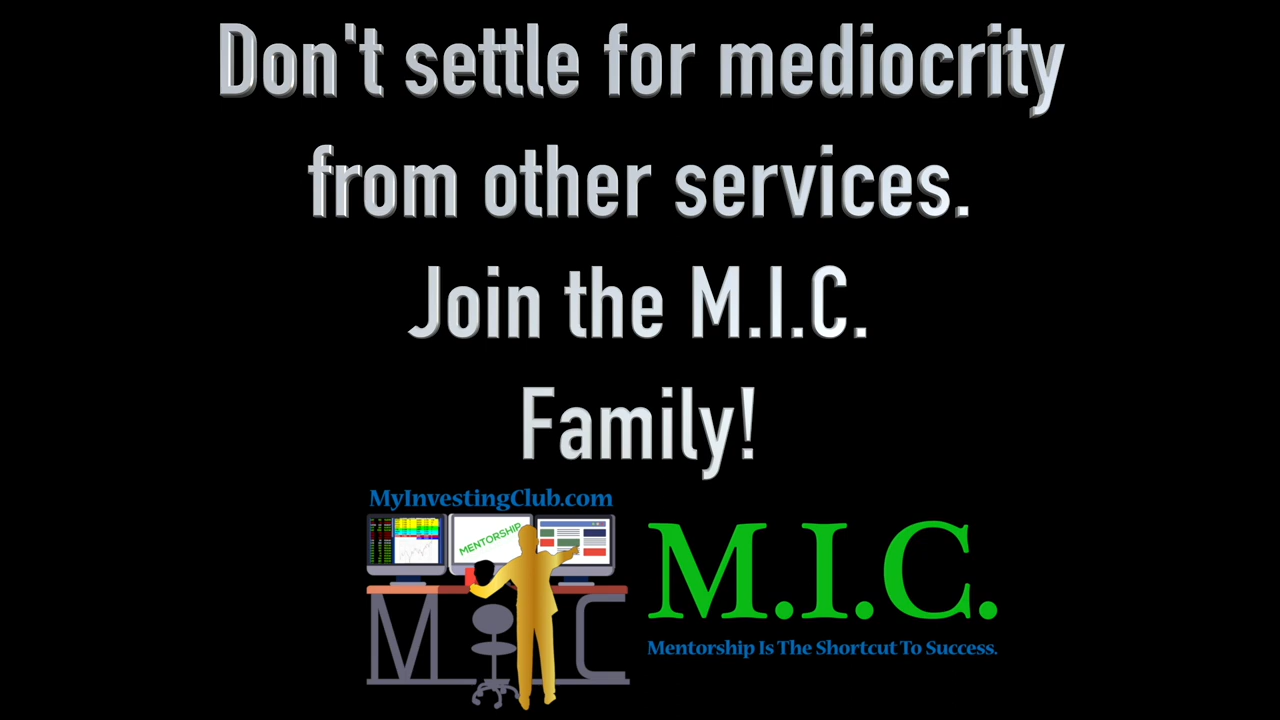 Don't settle for mediocrity
from other services.
Join the M.I.C.
Family!
MyInvestingClub.com
MENTORSHIP
M.I.C.
MIC
Mentorship Is The Shortcut To Success.